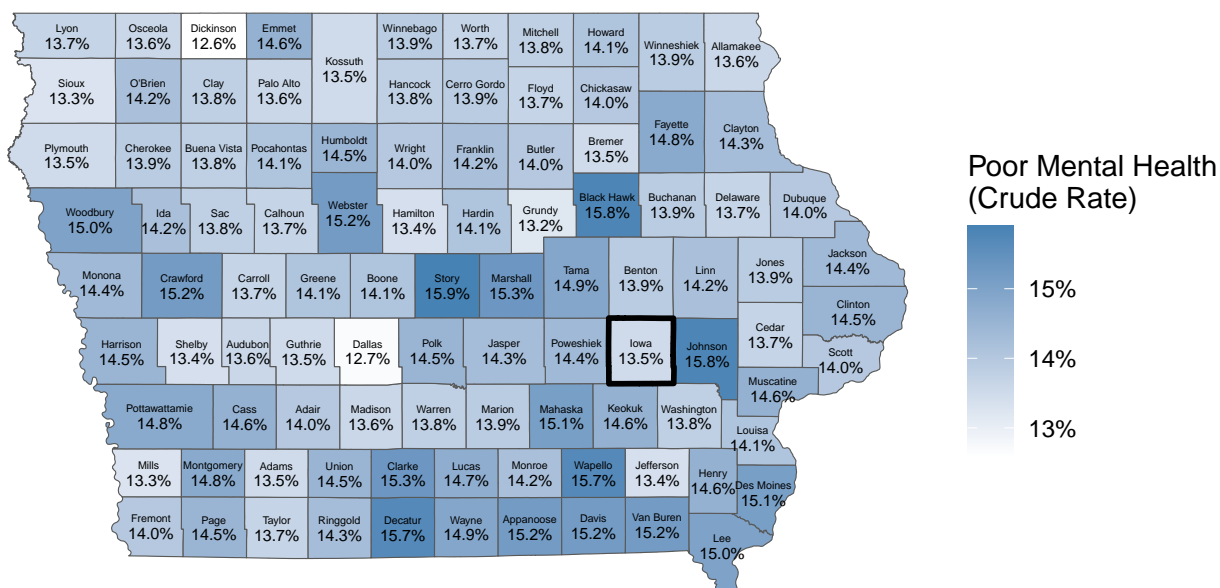 Lyon
13.7%
Osceola
13.6%
Dickinson
12.6%
Emmet
14.6%
Kossuth
13.5%
Winnebago
13.9%
Worth
13.7%
Mitchell
13.8%
Howard
14.1%
Winneshiek
13.9%
Allamakee
13.6%
Sioux
13.3%
O'Brien
14.2%
Clay
13.8%
Palo Alto
13.6%
Hancock
13.8%
Cerro Gordo
13.9%
Floyd
13.7%
Chickasaw
14.0%
Fayette
14.8%
Clayton
14.3%
Plymouth
13.5%
Cherokee
13.9%
Buena Vista
13.8%
Pocahontas
14.1%
Humboldt
14.5%
Wright
14.0%
Franklin
14.2%
Butler
14.0%
Bremer
13.5%
Woodbury
15.0%
Ida
14.2%
Sac
13.8%
Calhoun
13.7%
Webster
15.2%
Hamilton
13.4%
Hardin
14.1%
Grundy
13.2%
Black Hawk
15.8%
Buchanan
13.9%
Delaware
13.7%
Dubuque
14.0%
Monona
14.4%
Crawford
15.2%
Carroll
13.7%
Greene
14.1%
Boone
14.1%
Story
15.9%
Marshall
15.3%
Tama
14.9%
Benton
13.9%
Linn
14.2%
Jones
13.9%
Jackson
14.4%
Clinton
14.5%
Harrison
14.5%
Shelby
13.4%
Audubon
13.6%
Guthrie
13.5%
Dallas
12.7%
Polk
14.5%
Jasper
14.3%
Poweshiek
14.4%
Iowa
13.5%
Johnson
15.8%
Cedar
13.7%
Scott
14.0%
Muscatine
14.6%
Pottawattamie
14.8%
Cass
14.6%
Adair
14.0%
Madison
13.6%
Warren
13.8%
Marion
13.9%
Mahaska
15.1%
Keokuk
14.6%
Washington
13.8%
Louisa
14.1%
Mills
13.3%
Montgomery
14.8%
Adams
13.5%
Union
14.5%
Clarke
15.3%
Lucas
14.7%
Monroe
14.2%
Wapello
15.7%
Jefferson
13.4%
Henry
14.6%
Des Moines
15.1%
Fremont
14.0%
Page
14.5%
Taylor
13.7%
Ringgold
14.3%
Decatur
15.7%
Wayne
14.9%
Appanoose
15.2%
Davis
15.2%
Van Buren
15.2%
Lee
15.0%
Poor Mental Health
(Crude Rate)
15%
14%
13%